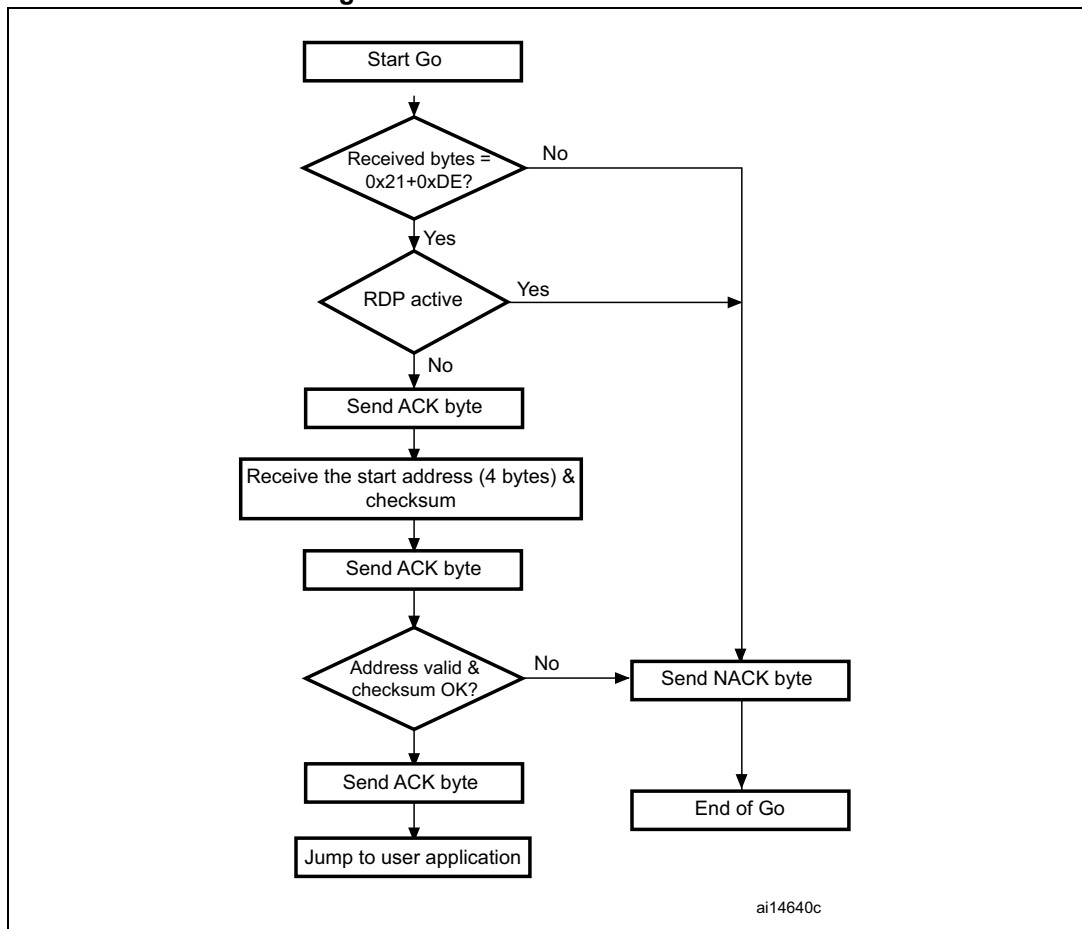 Start Go
Received bytes =
0x21+0xDE?
No
Yes
RDP active
Yes
No
Send ACK byte
Receive the start address (4 bytes) &
checksum
Send ACK byte
Address valid &
checksum OK?
No
Send NACK byte
Send ACK byte
End of Go
Jump to user application
ai14640c